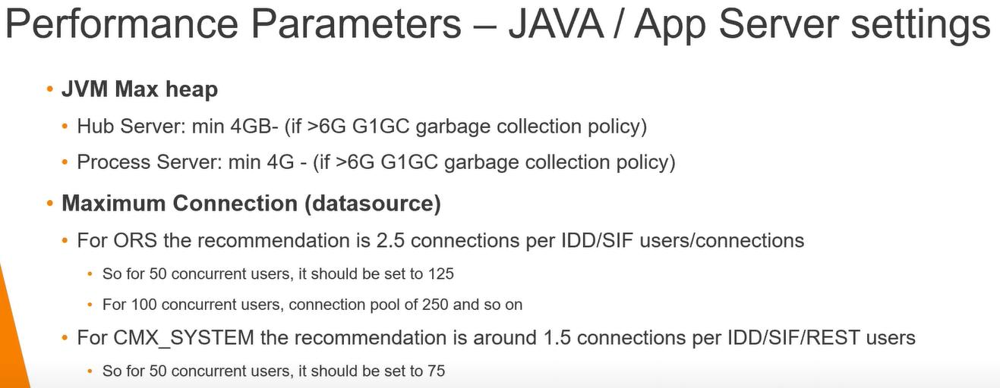 Performance Parameters – JAVA / App Server settings
• JVM Max heap
• Hub Server: min 4GB- (if >6G G1GC garbage collection policy)
• Process Server: min 4G - (if >6G G1GC garbage collection policy)
• Maximum Connection (datasource)
• For ORS the recommendation is 2.5 connections per IDD/SIF users/connections
• So for 50 concurrent users, it should be set to 125
• For 100 concurrent users, connection pool of 250 and so on
• For CMX_SYSTEM the recommendation is around 1.5 connections per IDD/SIF/REST users
• So for 50 concurrent users, it should be set to 75